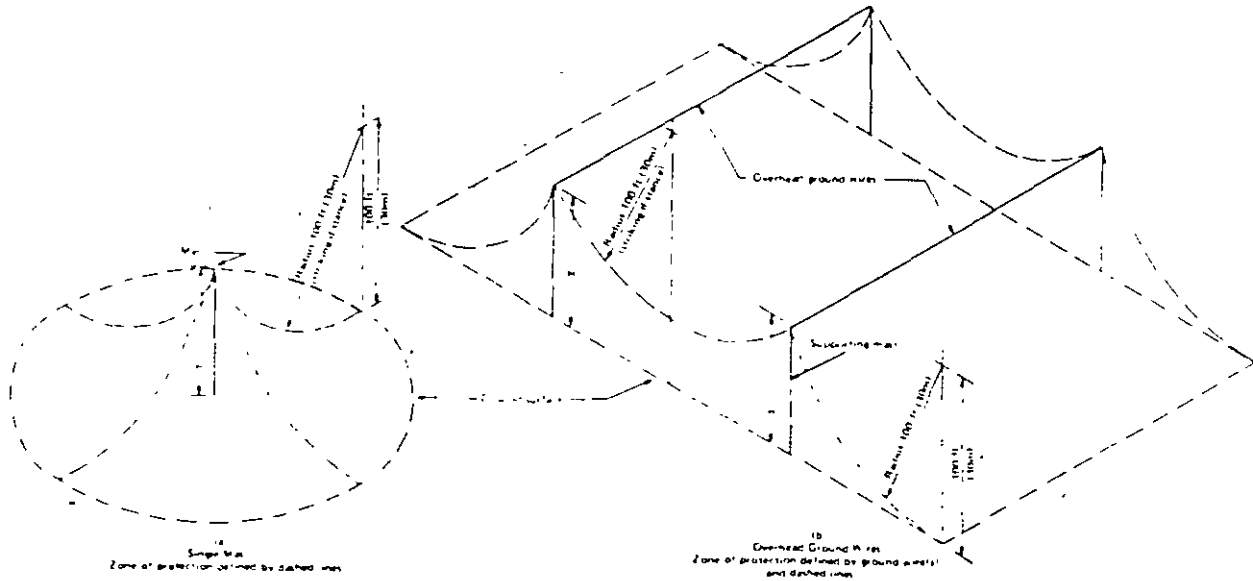 Radius 100 ft (30m)
(striking distance)
100 ft
(30m)
Radius 100 ft (30m)
(striking distance)
Overhead ground wires
Supporting mast
Radius 100 ft (30m)
100 ft
(30m)
Single Mast
Zone of protection defined by dashed lines
Overhead Ground Wires
Zone of protection defined by ground wire(s)
and dashed lines